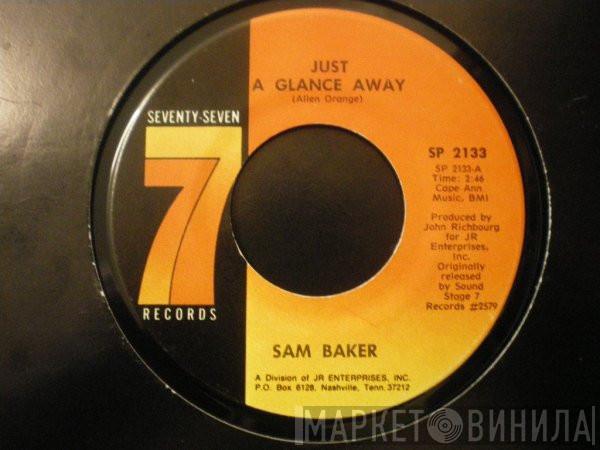 JUST
A GLANCE AWAY
(Allen Orange)
SEVENTY-SEVEN
7
RECORDS
SP 2133
SP 2133-A
Time: 2:46
Cape Ann
Music, BMI
Produced by
John Richbourg
for JR
Enterprises,
Inc.
Originally
released
by Sound
Stage 7
Records #2579
SAM BAKER
A Division of JR ENTERPRISES, INC.
P.O. Box 6128, Nashville, Tenn. 37212
МАРКЕТОВИНИЛА